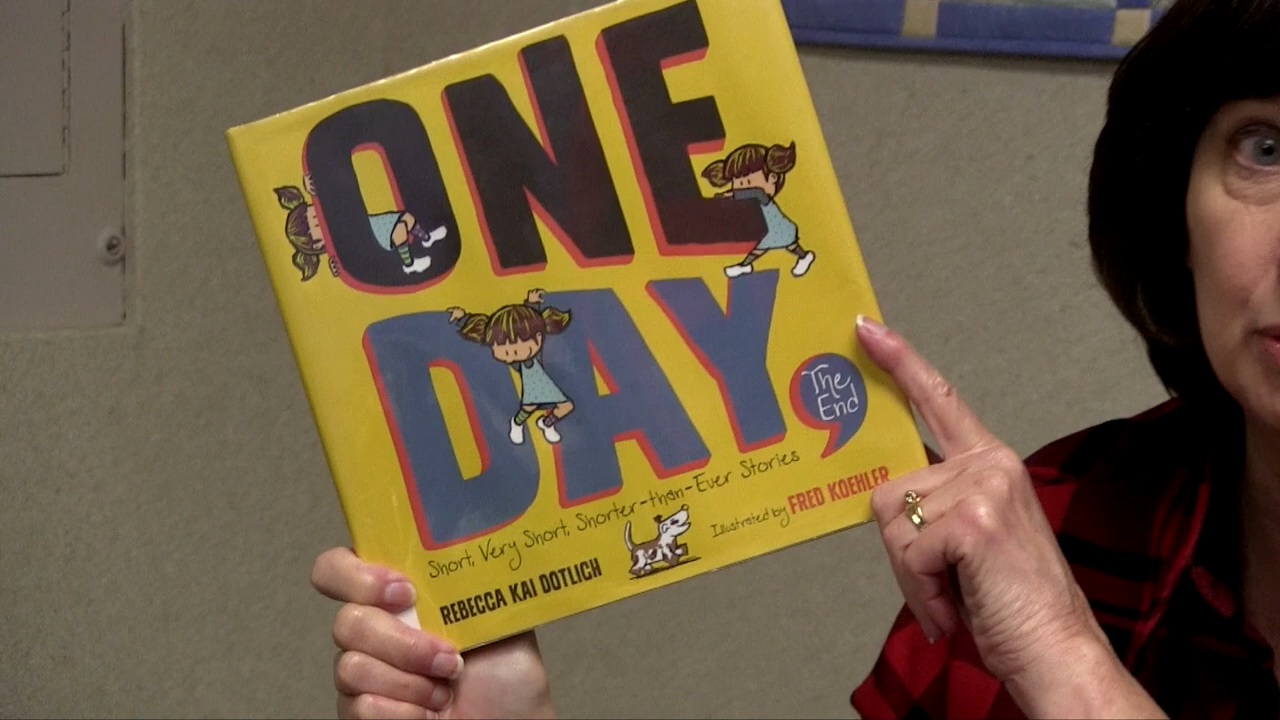 ONE
DAY,
The
End
Short, Very Short, Shorter-than-Ever Stories
REBECCA KAI DOTLICH
Illustrated by FRED KOEHLER